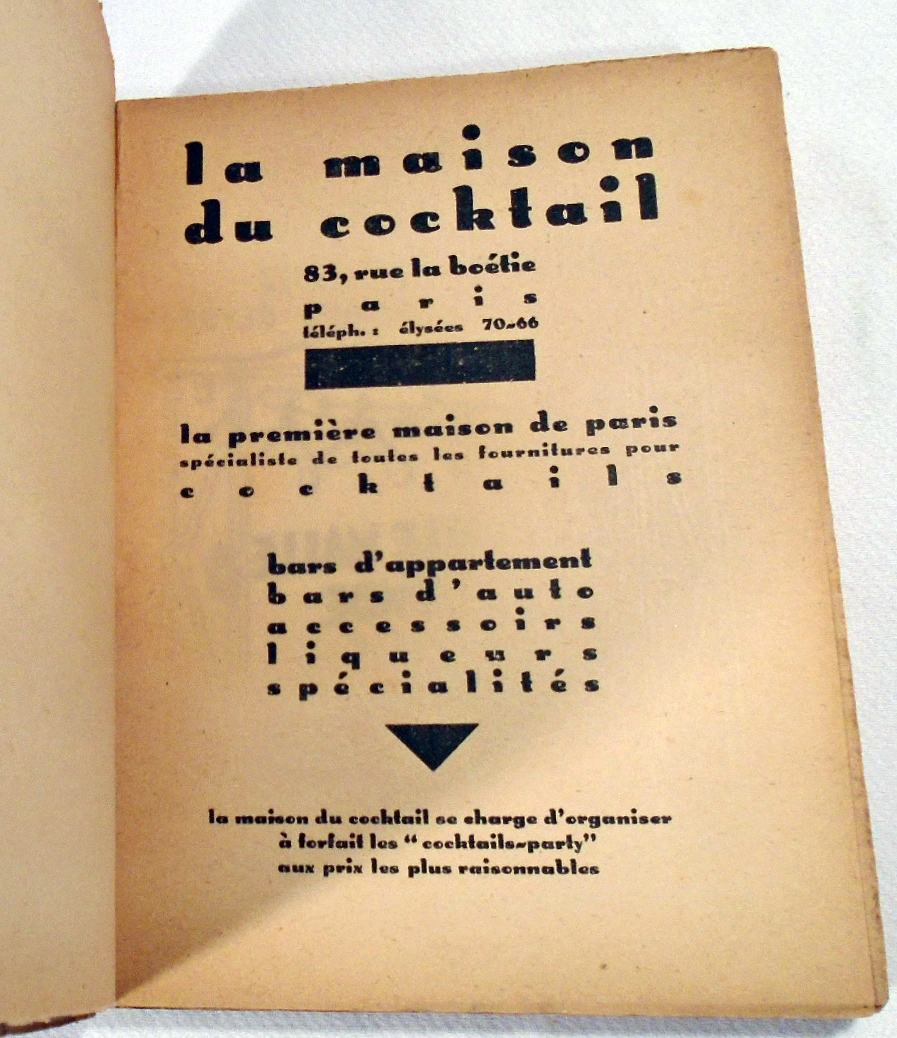 la maison
du cocktail
83, rue la boétie
paris
téléph. : élysées 70-66
la première maison de paris
spécialiste de toutes les fournitures pour
cocktails
bars d'appartement
bars d'auto
accessoirs
liqueurs
spécialités
la maison du cocktail se charge d'organiser
à forfait les “ cocktails-party”
aux prix les plus raisonnables